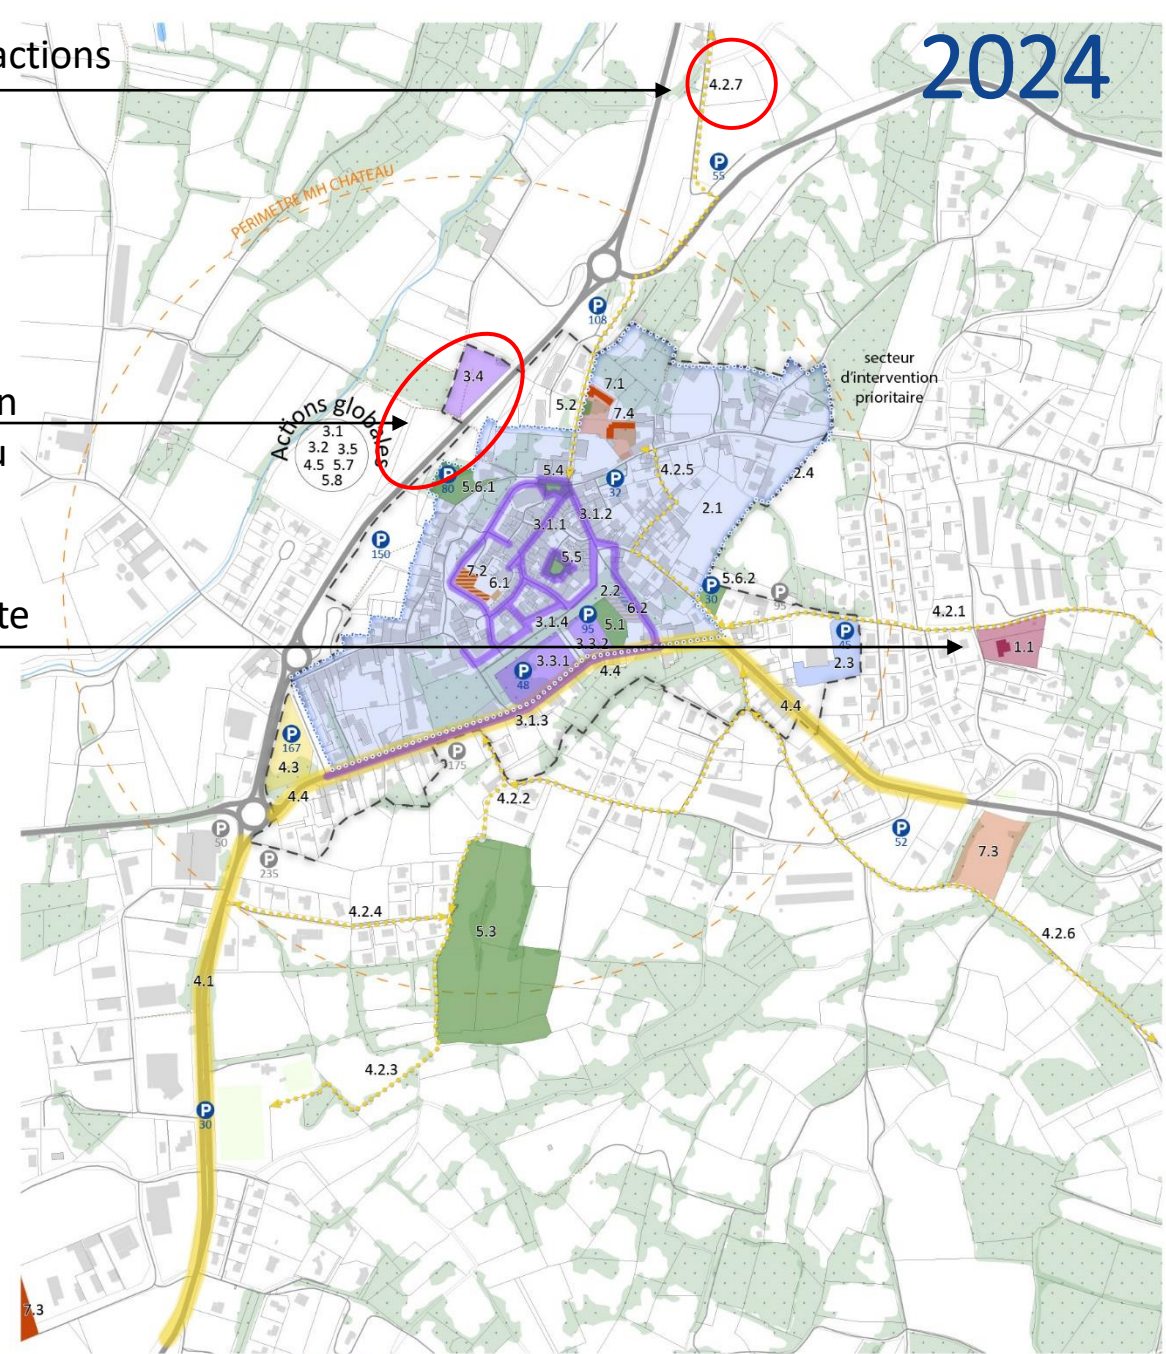 actions
2024
4.2.7
P
55
PERIMETRE MH CHATEAU
P
108
secteur
d'intervention
prioritaire
3.4
7.1
n
5.2
7.4
Actions globales
3.1
3.2 3.5
4.5 5.7
5.8
u
P
80
5.6.1
5.4
P
32
4.2.5
2.4
2.1
3.1.2
3.1.1
P
150
5.5
7.2
6.1
2.2
P
30
5.6.2
P
95
6.2
te
3.1.4
P
95
5.1
4.2.1
P
45
1.1
3.3.2
3.3.1
P
48
4.4
2.3
3.1.3
4.4
P
167
4.3
P
175
4.4
4.2.2
P
50
P
235
P
52
7.3
4.2.4
5.3
4.2.6
4.1
4.2.3
P
30
7.3